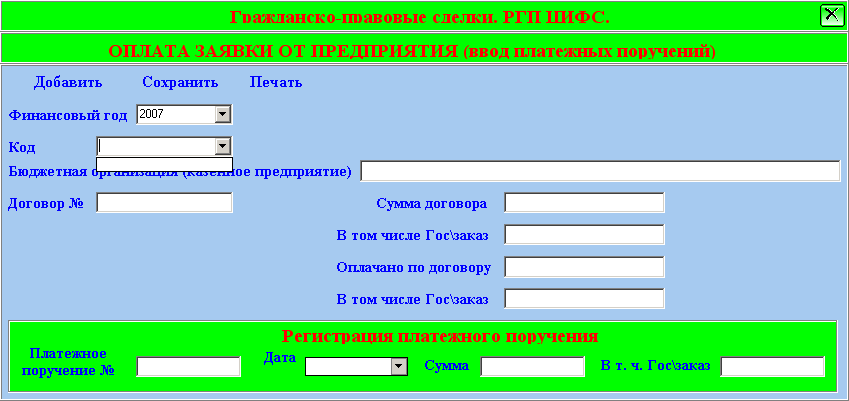 Гражданско-правовые сделки. РГП ЦИФС.
ОПЛАТА ЗАЯВКИ ОТ ПРЕДПРИЯТИЯ (ввод платежных поручений)
Добавить Сохранить Печать
Финансовый год 2007
Код
Бюджетная организация (казенное предприятие)
Договор № Сумма договора
В том числе Гос\заказ
Оплачано по договору
В том числе Гос\заказ
Регистрация платежного поручения
Платежное поручение № Дата Сумма В т. ч. Гос\заказ